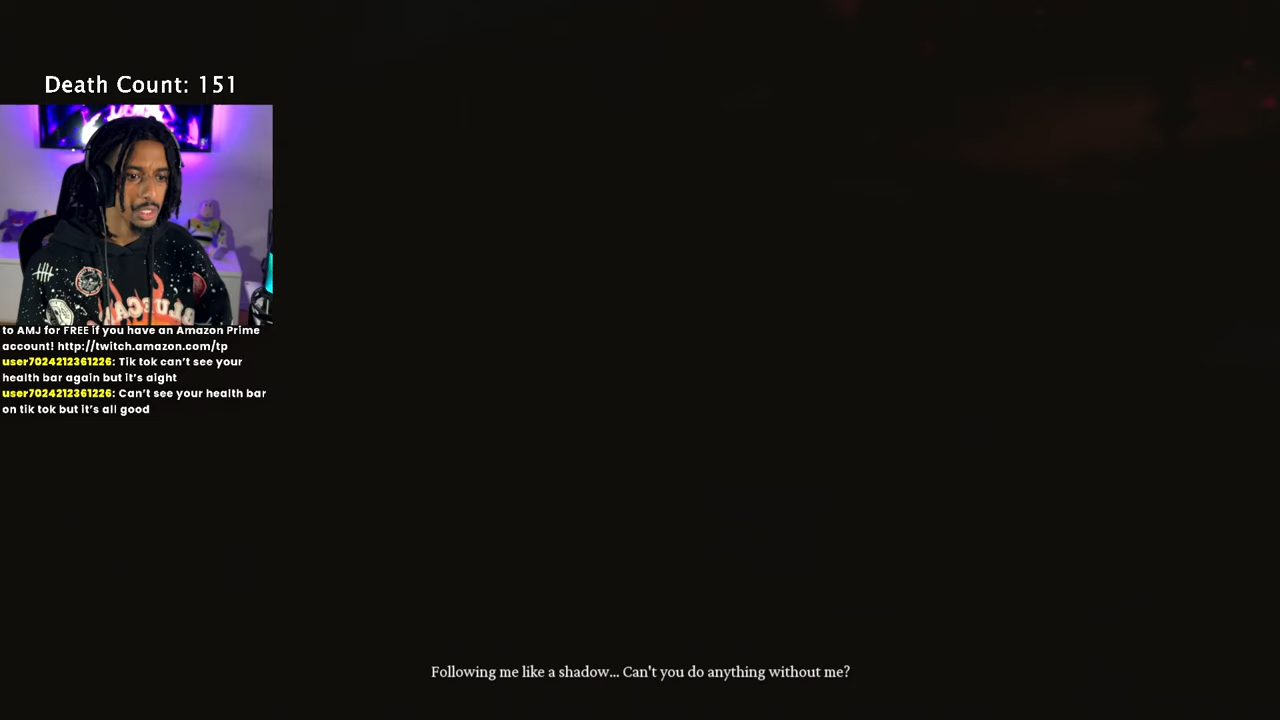 Death Count: 151
to AMJ for FREE if you have an Amazon Prime
account! http://twitch.amazon.com/tp
user7024212361226: Tik tok can't see your
health bar again but it's aight
user7024212361226: Can't see your health bar
on tik tok but it's all good
Following me like a shadow... Can't you do anything without me?